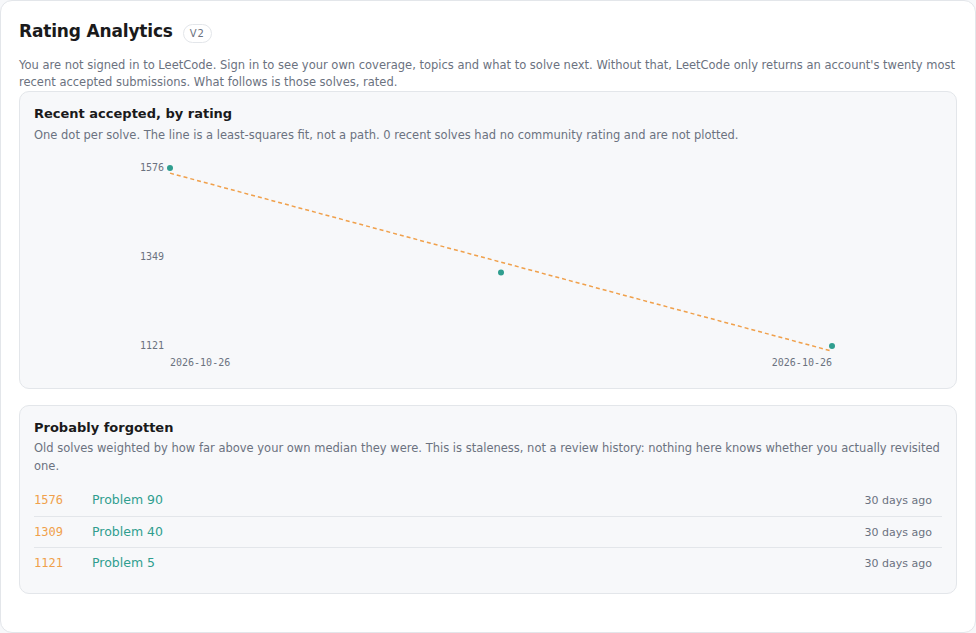 Rating Analytics V2
You are not signed in to LeetCode. Sign in to see your own coverage, topics and what to solve next. Without that, LeetCode only returns an account's twenty most
recent accepted submissions. What follows is those solves, rated.
Recent accepted, by rating
One dot per solve. The line is a least-squares fit, not a path. 0 recent solves had no community rating and are not plotted.
1576
1349
1121
2026-10-26 2026-10-26
Probably forgotten
Old solves weighted by how far above your own median they were. This is staleness, not a review history: nothing here knows whether you actually revisited
one.
1576 Problem 90 30 days ago
1309 Problem 40 30 days ago
1121 Problem 5 30 days ago